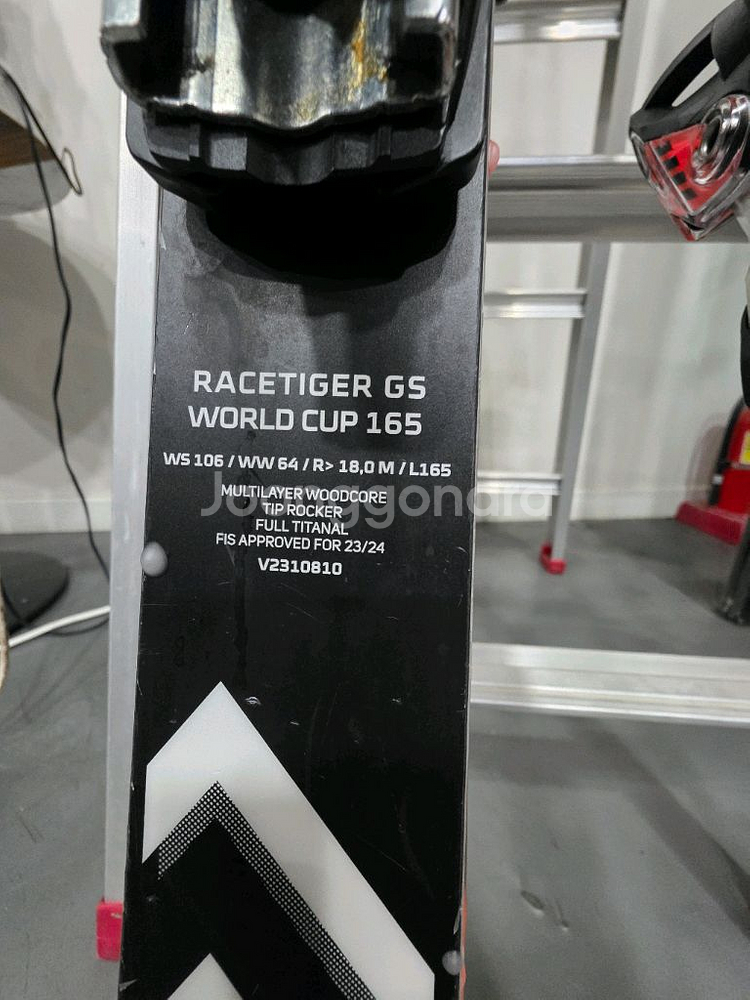 RACETIGER GS
WORLD CUP 165
WS 106 / WW 64 / R> 18,0 M / L165
MULTILAYER WOODCORE
Joonggonara
TIP ROCKER
FULL TITANAL
FIS APPROVED FOR 23/24
V2310810